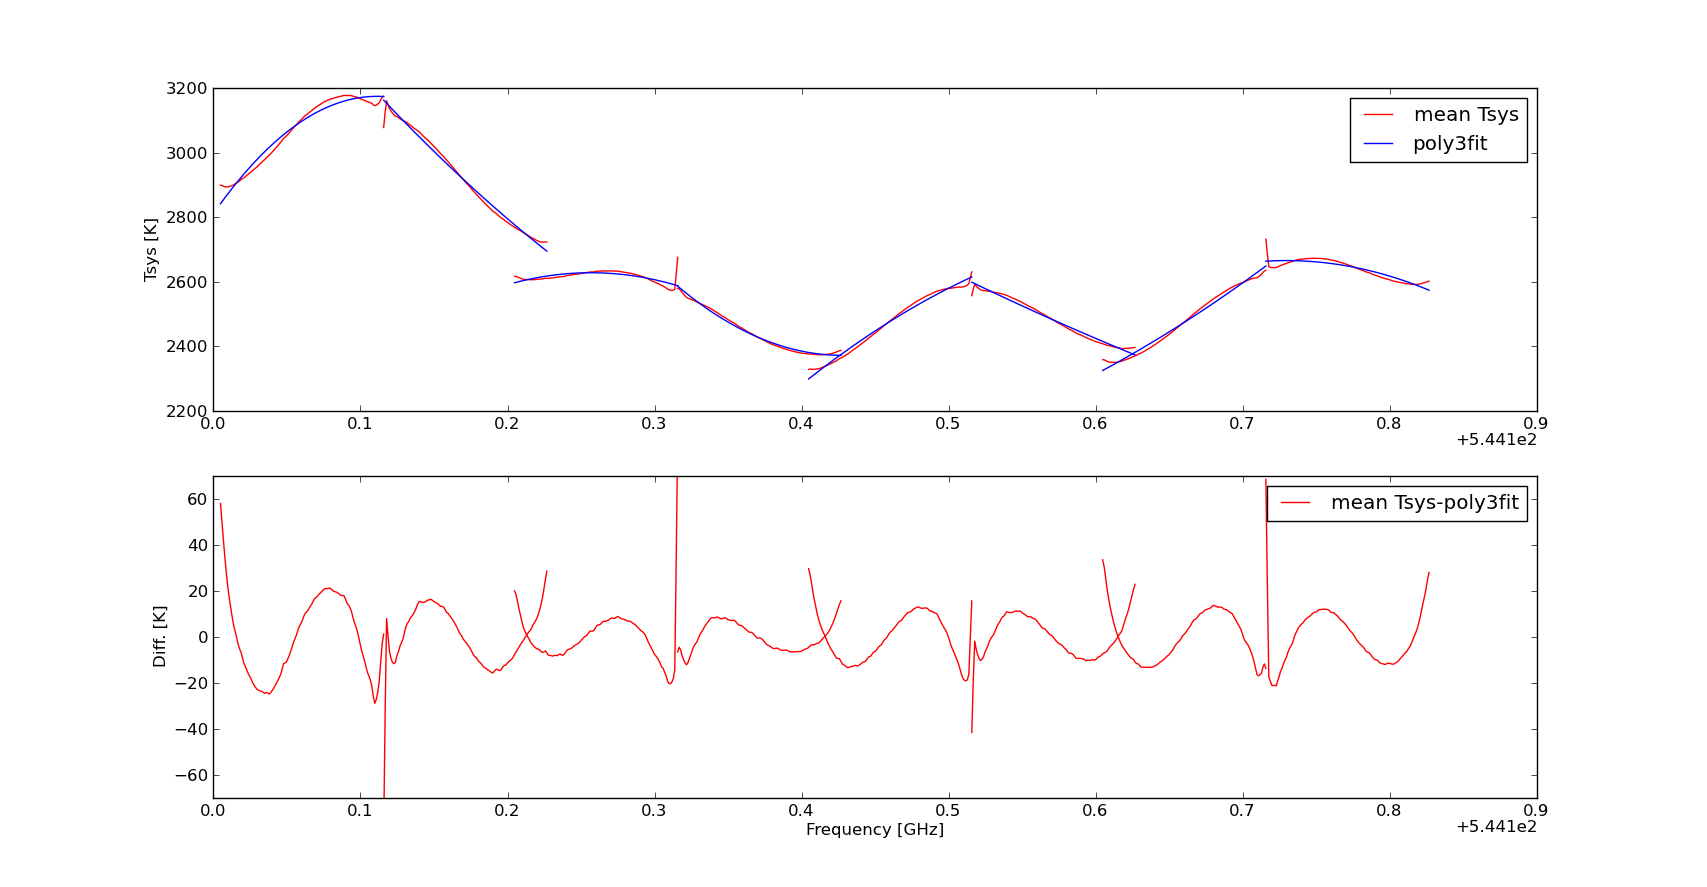 3200
3000
2800
2600
2400
2200
Tsys [K]
mean Tsys
poly3fit
0.0 0.1 0.2 0.3 0.4 0.5 0.6 0.7 0.8 0.9
+5.441e2
60
40
20
0
−20
−40
−60
Diff. [K]
mean Tsys-poly3fit
0.0 0.1 0.2 0.3 0.4 0.5 0.6 0.7 0.8 0.9
Frequency [GHz]
+5.441e2